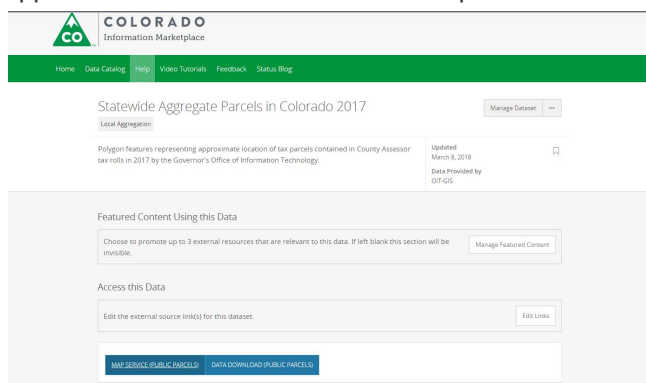 COLORADO
Information Marketplace
CO
Home Data Catalog Help Video Tutorials Feedback Status Blog
Statewide Aggregate Parcels in Colorado 2017
Manage Dataset ...
Local Aggregation
Polygon features representing approximate location of tax parcels contained in County Assessor
tax rolls in 2017 by the Governor's Office of Information Technology.
Updated
March 8, 2018
Data Provided by
OIT-GIS
Featured Content Using this Data
Choose to promote up to 3 external resources that are relevant to this data. If left blank this section will be
invisible.
Manage Featured Content
Access this Data
Edit the external source link(s) for this dataset.
Edit Links
MAP SERVICE (PUBLIC PARCELS) DATA DOWNLOAD (PUBLIC PARCELS)